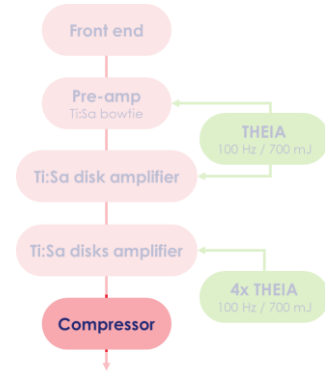 Front end
Pre-amp
Ti:Sa bowtie
THEIA
100 Hz / 700 mJ
Ti:Sa disk amplifier
Ti:Sa disks amplifier
4x THEIA
100 Hz / 700 mJ
Compressor